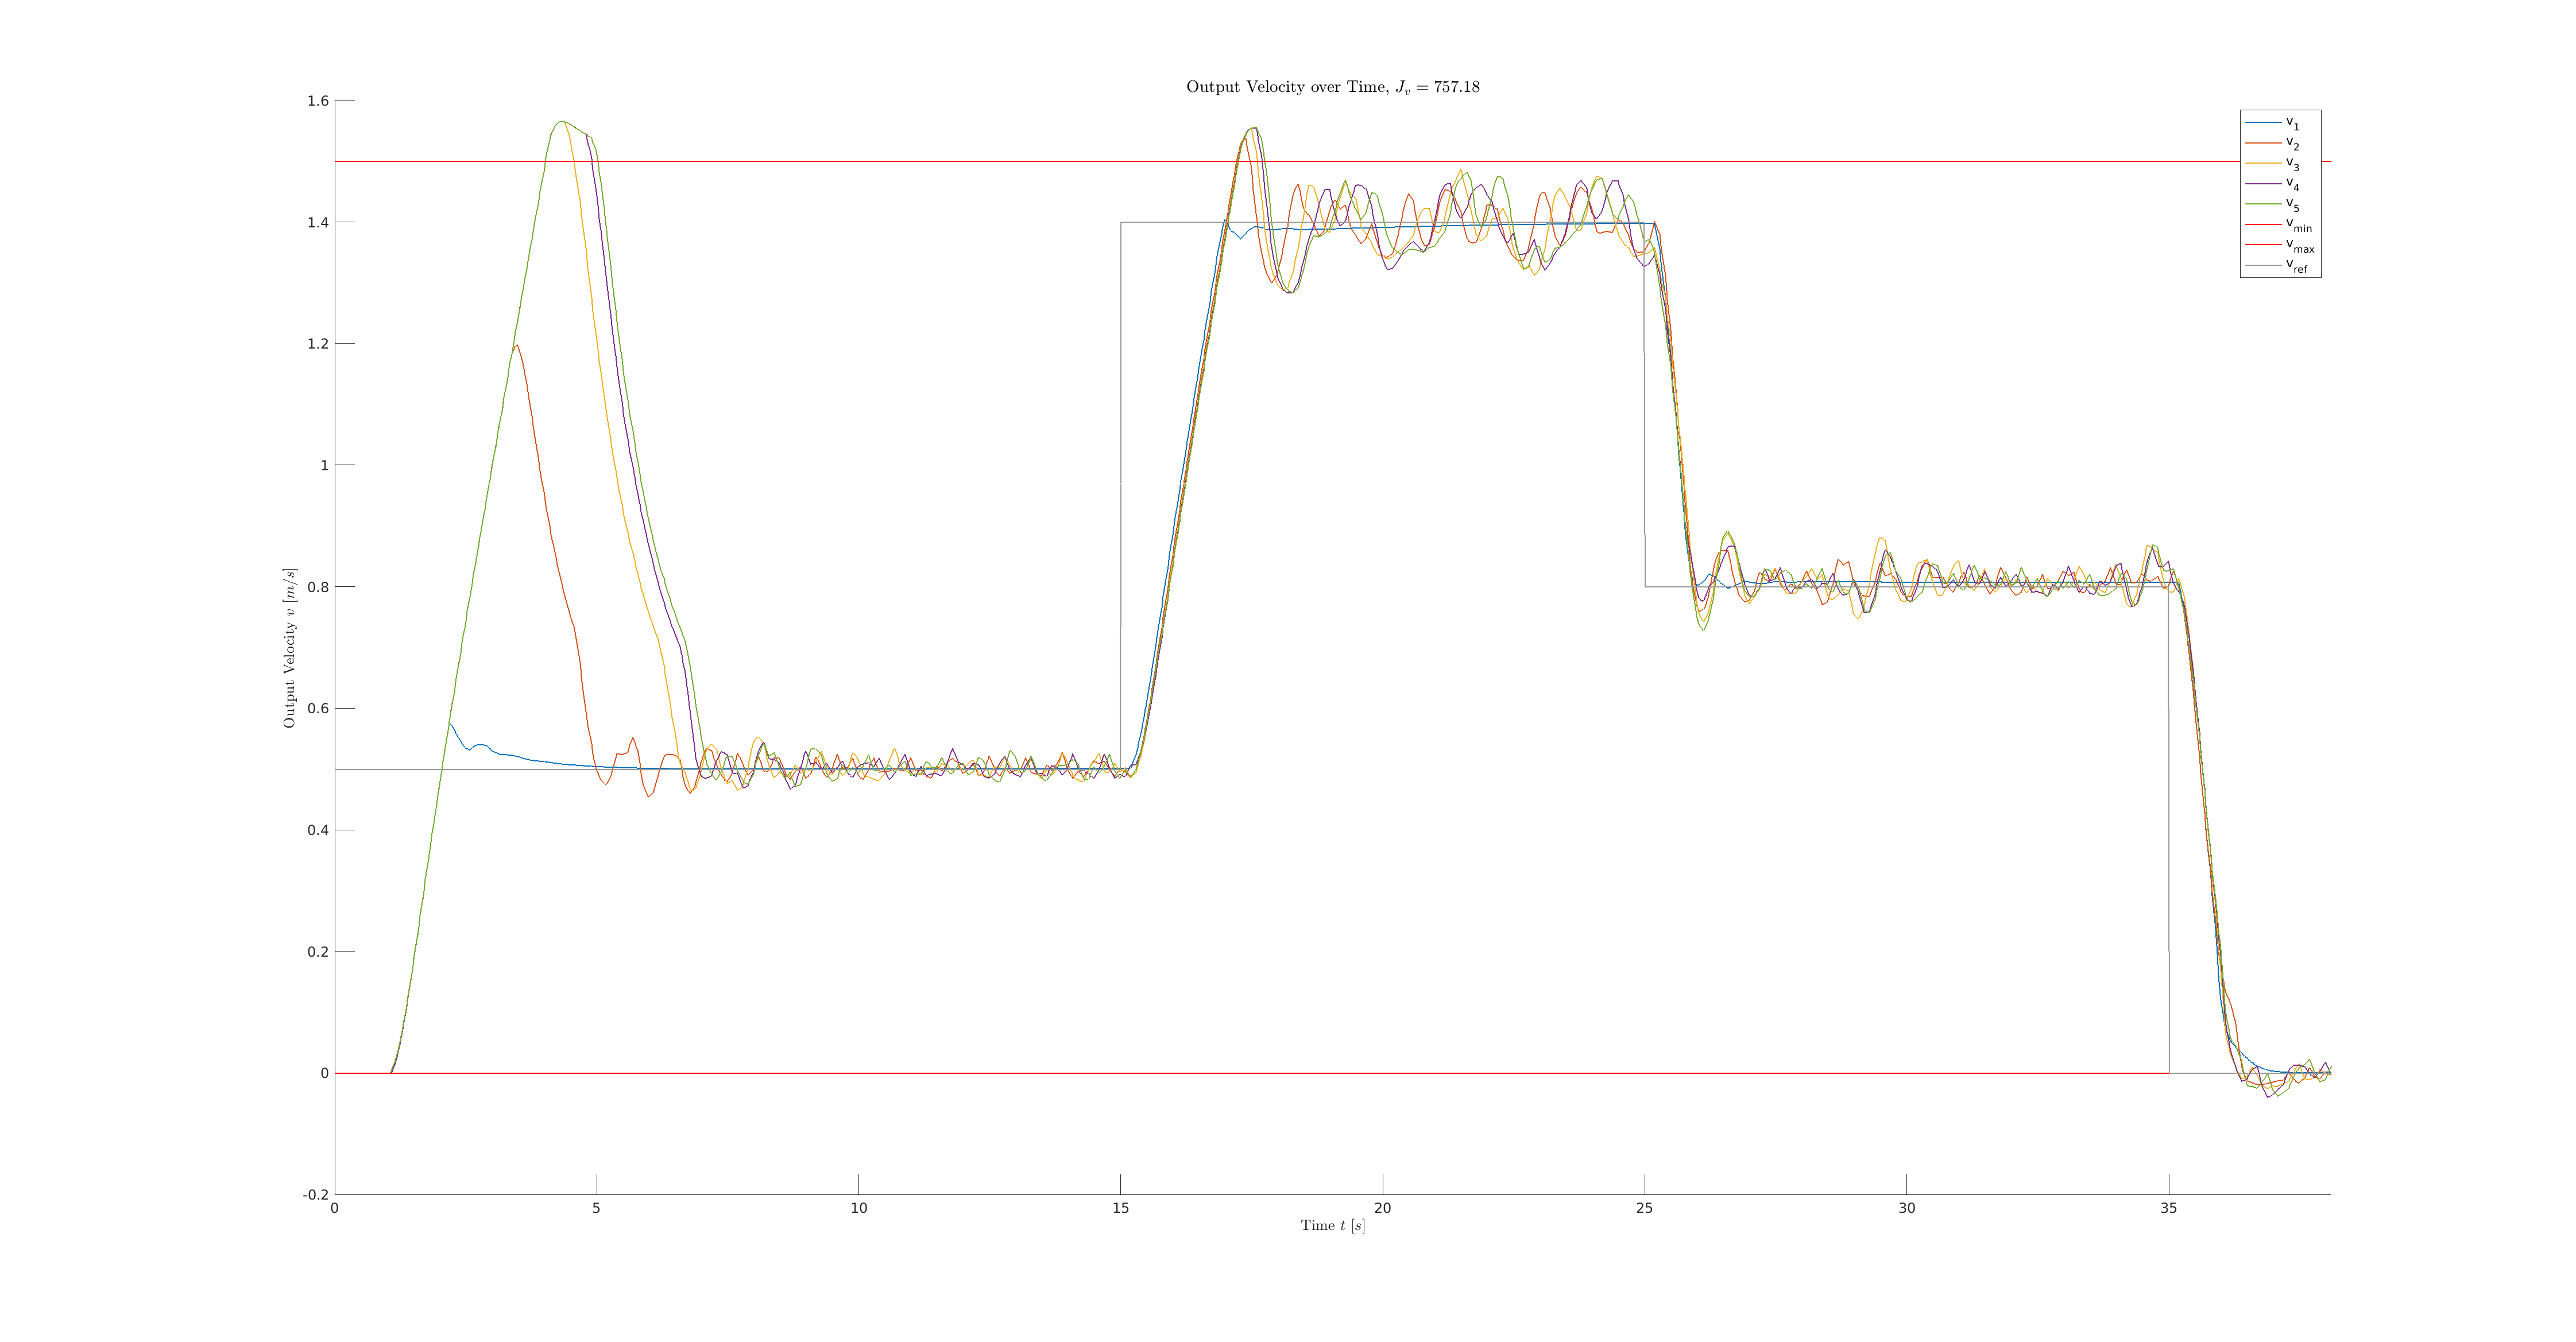 Output Velocity over Time, J_v = 757.18
v_1
v_2
v_3
v_4
v_5
v_min
v_max
v_ref
Output Velocity v [m/s]
1.6
1.4
1.2
1
0.8
0.6
0.4
0.2
0
-0.2
0 5 10 15 20 25 30 35
Time t [s]